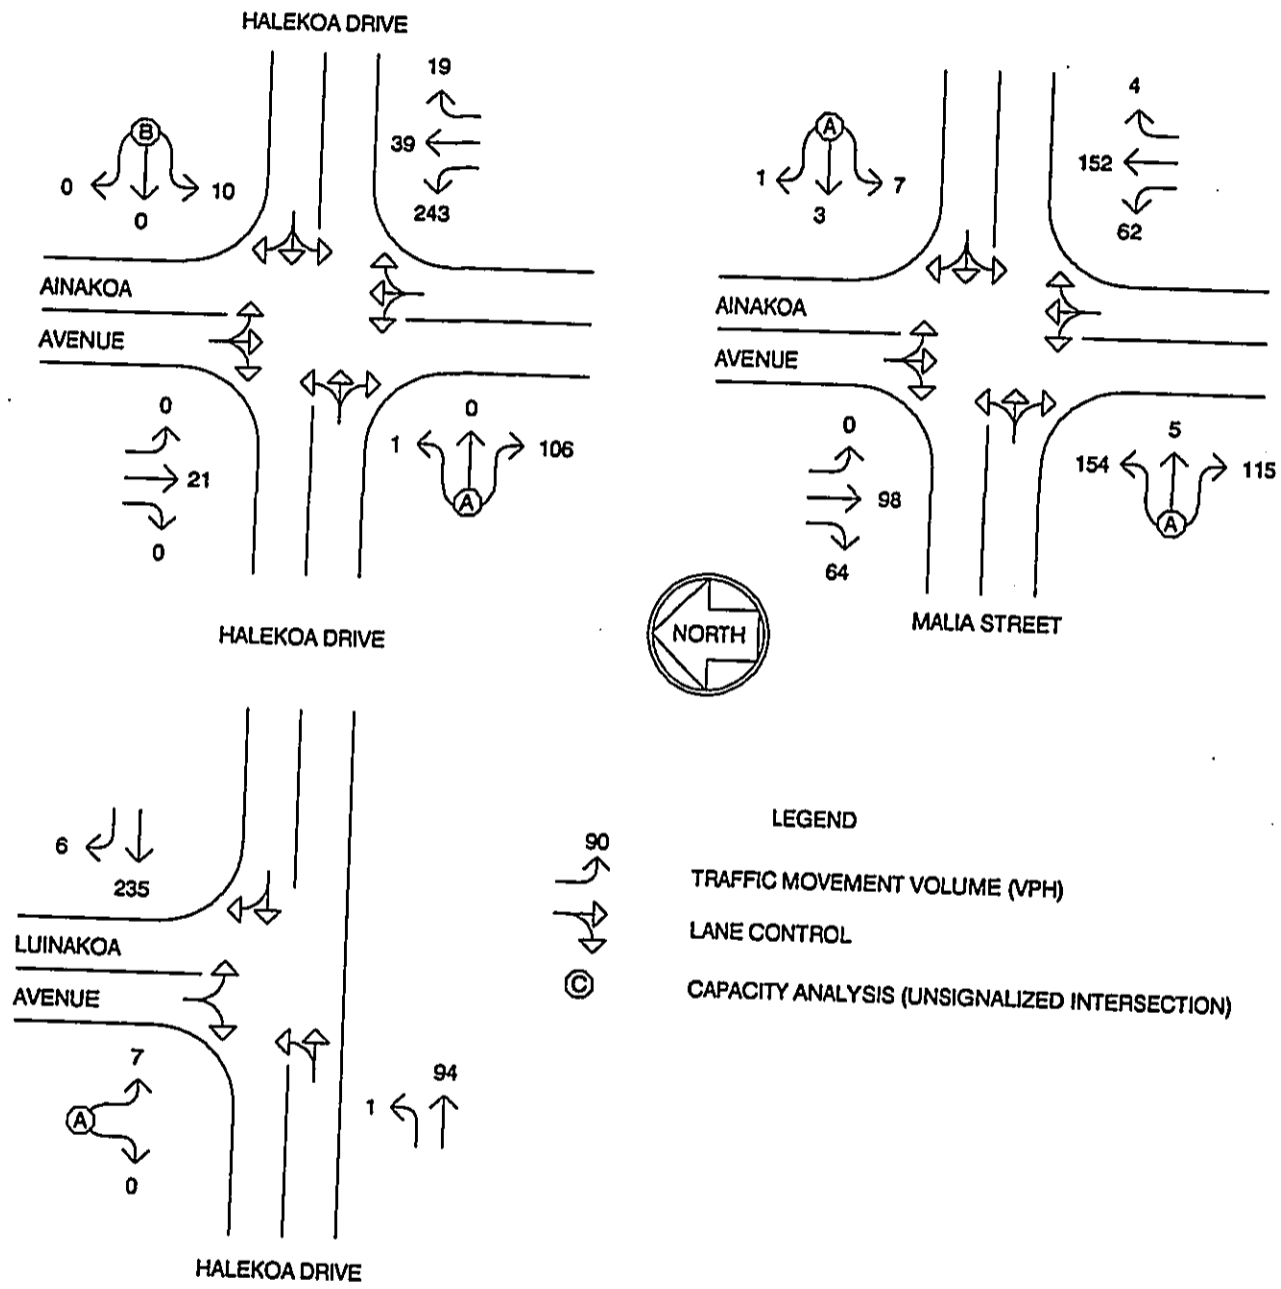 HALEKOA DRIVE
19
B
39
0
10
0
243
AINAKOA
AVENUE
0
21
0
0
1
106
A
HALEKOA DRIVE
4
A
152
1
7
3
62
AINAKOA
AVENUE
0
98
64
5
154
115
A
MALIA STREET
NORTH
6
235
LUINAKOA
AVENUE
7
A
0
94
1
HALEKOA DRIVE
LEGEND
90
TRAFFIC MOVEMENT VOLUME (VPH)
LANE CONTROL
C
CAPACITY ANALYSIS (UNSIGNALIZED INTERSECTION)